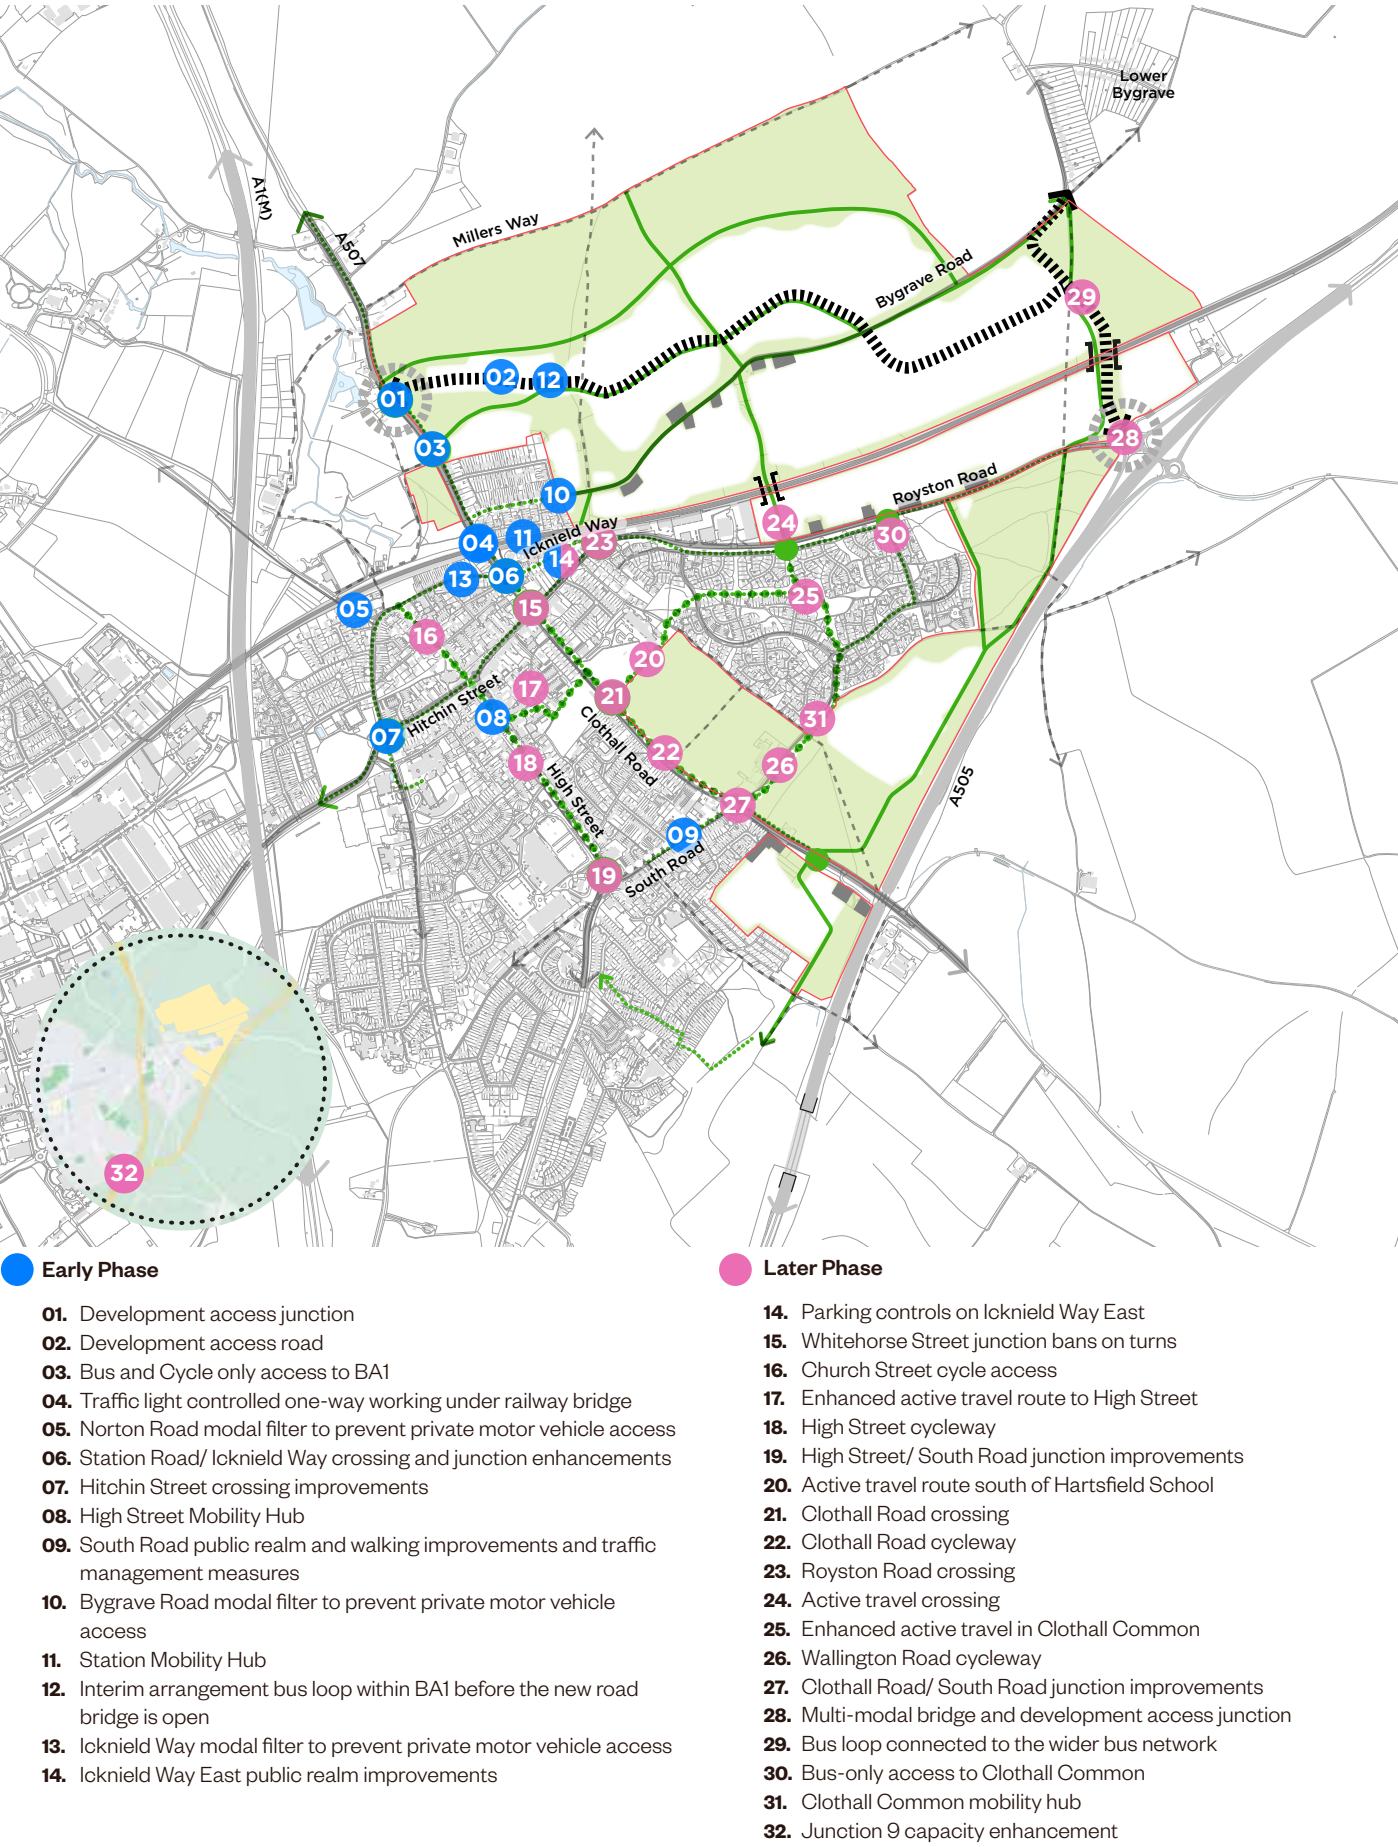 Lower
Bygrave
A1(M)
A507
Millers Way
Bygrave Road
29
02
12
01
28
03
Royston Road
10
24
30
04
11
Icknield Way
23
14
13
06
05
15
25
16
20
17
21
Hitchin Street
08
07
31
Clothall Road
22
18
26
High Street
A505
27
09
South Road
19
32
Early Phase
01. Development access junction
02. Development access road
03. Bus and Cycle only access to BA1
04. Traffic light controlled one-way working under railway bridge
05. Norton Road modal filter to prevent private motor vehicle access
06. Station Road/ Icknield Way crossing and junction enhancements
07. Hitchin Street crossing improvements
08. High Street Mobility Hub
09. South Road public realm and walking improvements and traffic
management measures
10. Bygrave Road modal filter to prevent private motor vehicle
access
11. Station Mobility Hub
12. Interim arrangement bus loop within BA1 before the new road
bridge is open
13. Icknield Way modal filter to prevent private motor vehicle access
14. Icknield Way East public realm improvements
Later Phase
14. Parking controls on Icknield Way East
15. Whitehorse Street junction bans on turns
16. Church Street cycle access
17. Enhanced active travel route to High Street
18. High Street cycleway
19. High Street/ South Road junction improvements
20. Active travel route south of Hartsfield School
21. Clothall Road crossing
22. Clothall Road cycleway
23. Royston Road crossing
24. Active travel crossing
25. Enhanced active travel in Clothall Common
26. Wallington Road cycleway
27. Clothall Road/ South Road junction improvements
28. Multi-modal bridge and development access junction
29. Bus loop connected to the wider bus network
30. Bus-only access to Clothall Common
31. Clothall Common mobility hub
32. Junction 9 capacity enhancement